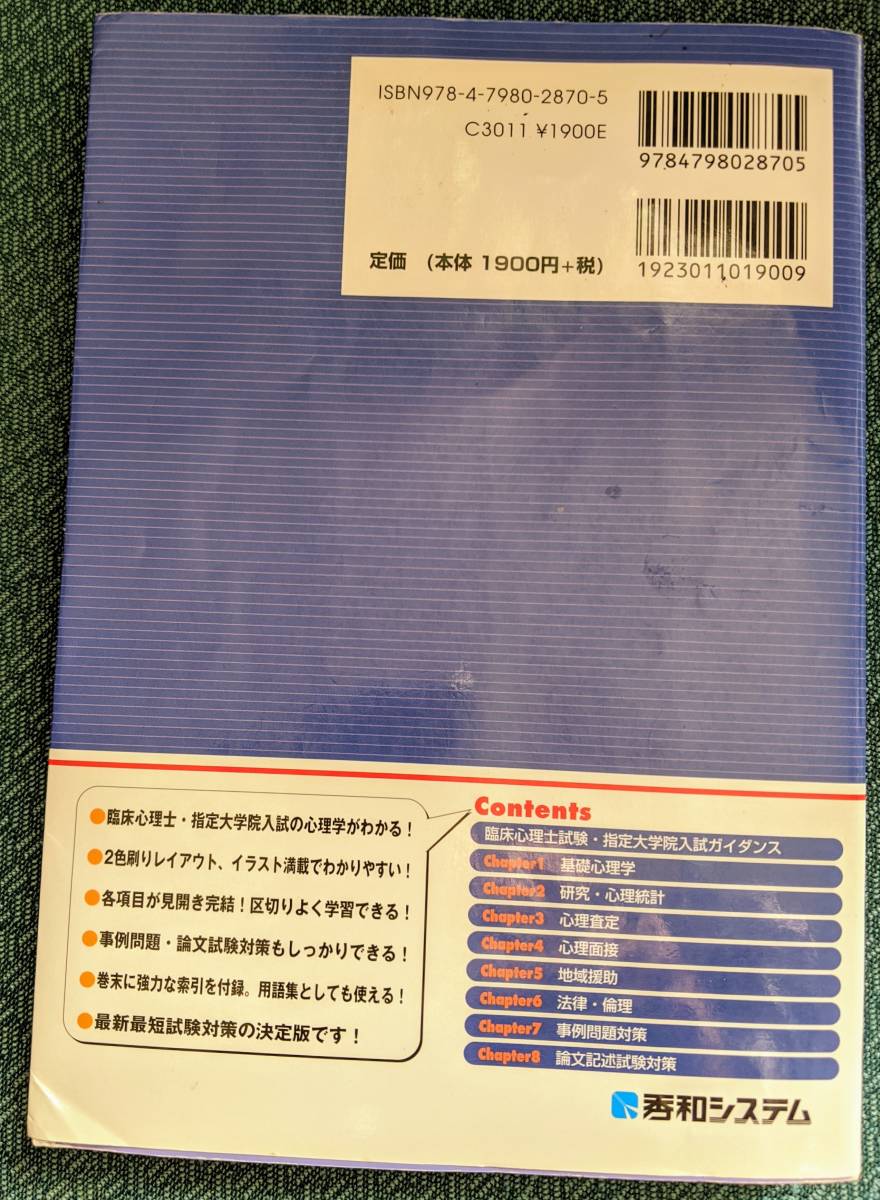 ISBN978-4-7980-2870-5
C3011 ¥1900E
9784798028705
定価 (本体 1900円+税)
1923011019009
●臨床心理士・指定大学院入試の心理学がわかる!
●2色刷りレイアウト、イラスト満載でわかりやすい!
●各項目が見開き完結!区切りよく学習できる!
●事例問題・論文試験対策もしっかりできる!
●巻末に強力な索引を付録。用語集としても使える!
●最新最短試験対策の決定版です!
Contents
臨床心理士試験・指定大学院入試ガイダンス
Chapter1 基礎心理学
Chapter2 研究・心理統計
Chapter3 心理査定
Chapter4 心理面接
Chapter5 地域援助
Chapter6 法律・倫理
Chapter7 事例問題対策
Chapter8 論文記述試験対策
秀和システム